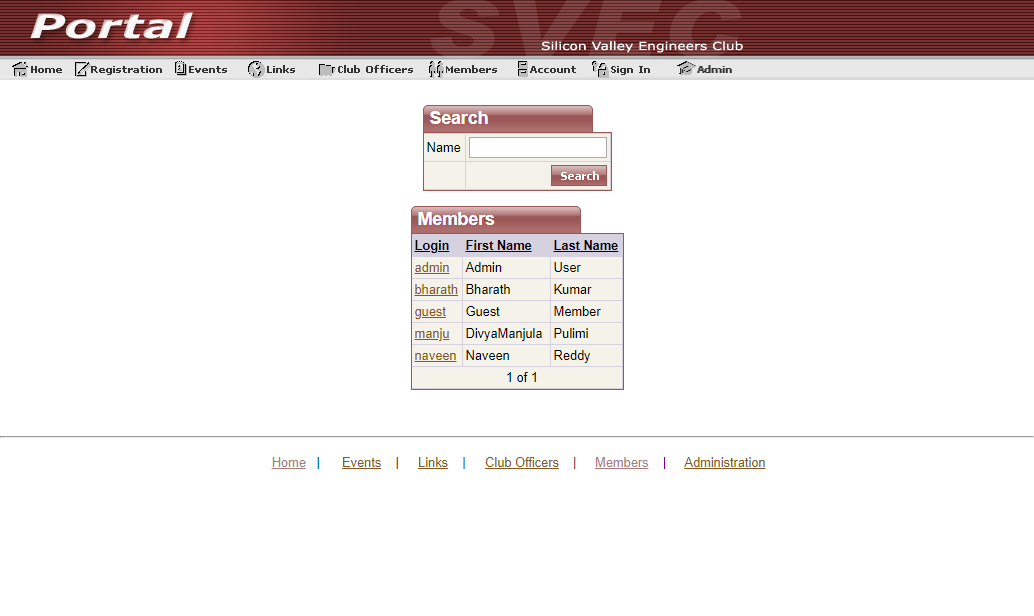 Portal
SVEC
Silicon Valley Engineers Club
Home Registration Events Links Club Officers Members Account Sign In Admin
Search
Name
Search
Members
Login First Name Last Name
admin Admin User
bharath Bharath Kumar
guest Guest Member
manju DivyaManjula Pulimi
naveen Naveen Reddy
1 of 1
Home | Events | Links | Club Officers | Members | Administration